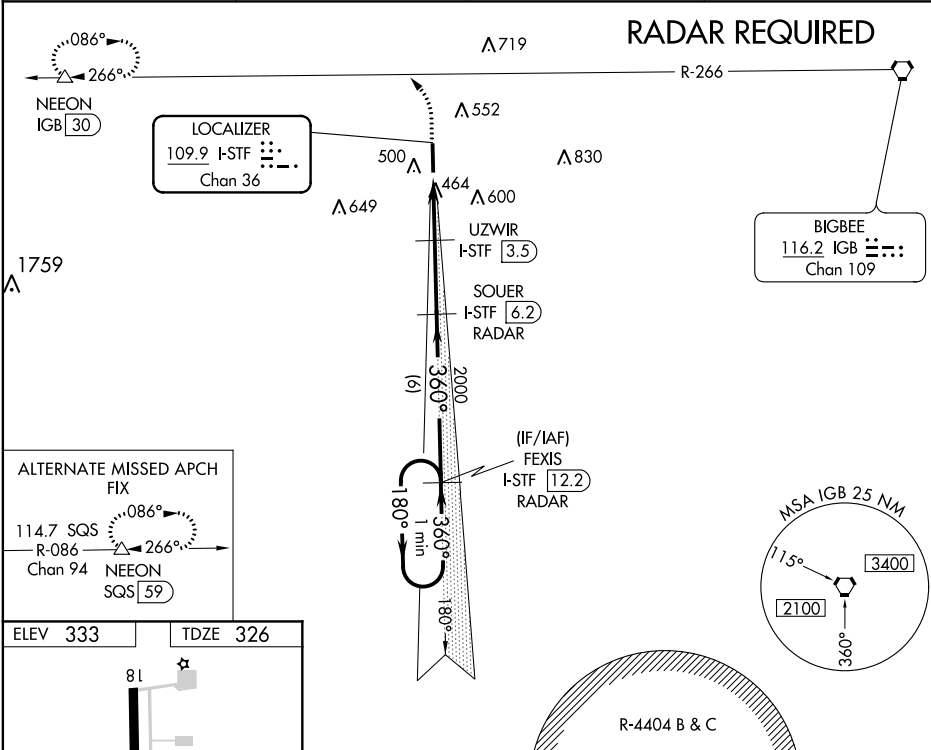 RADAR REQUIRED
086°
266°
NEEON
IGB 30
719
R-266
552
LOCALIZER
109.9 I-STF
Chan 36
500
830
464
600
649
UZWIR
I-STF 3.5
BIGBEE
116.2 IGB
Chan 109
1759
SOUER
I-STF 6.2
RADAR
360°
2000
(6)
(IF/IAF)
FEXIS
I-STF 12.2
RADAR
180°
1 min
360°
180°
ALTERNATE MISSED APCH
FIX
086°
114.7 SQS
R-086
266°
Chan 94
NEEON
SQS 59
MSA IGB 25 NM
115°
3400
2100
360°
ELEV 333
TDZE 326
18
R-4404 B & C